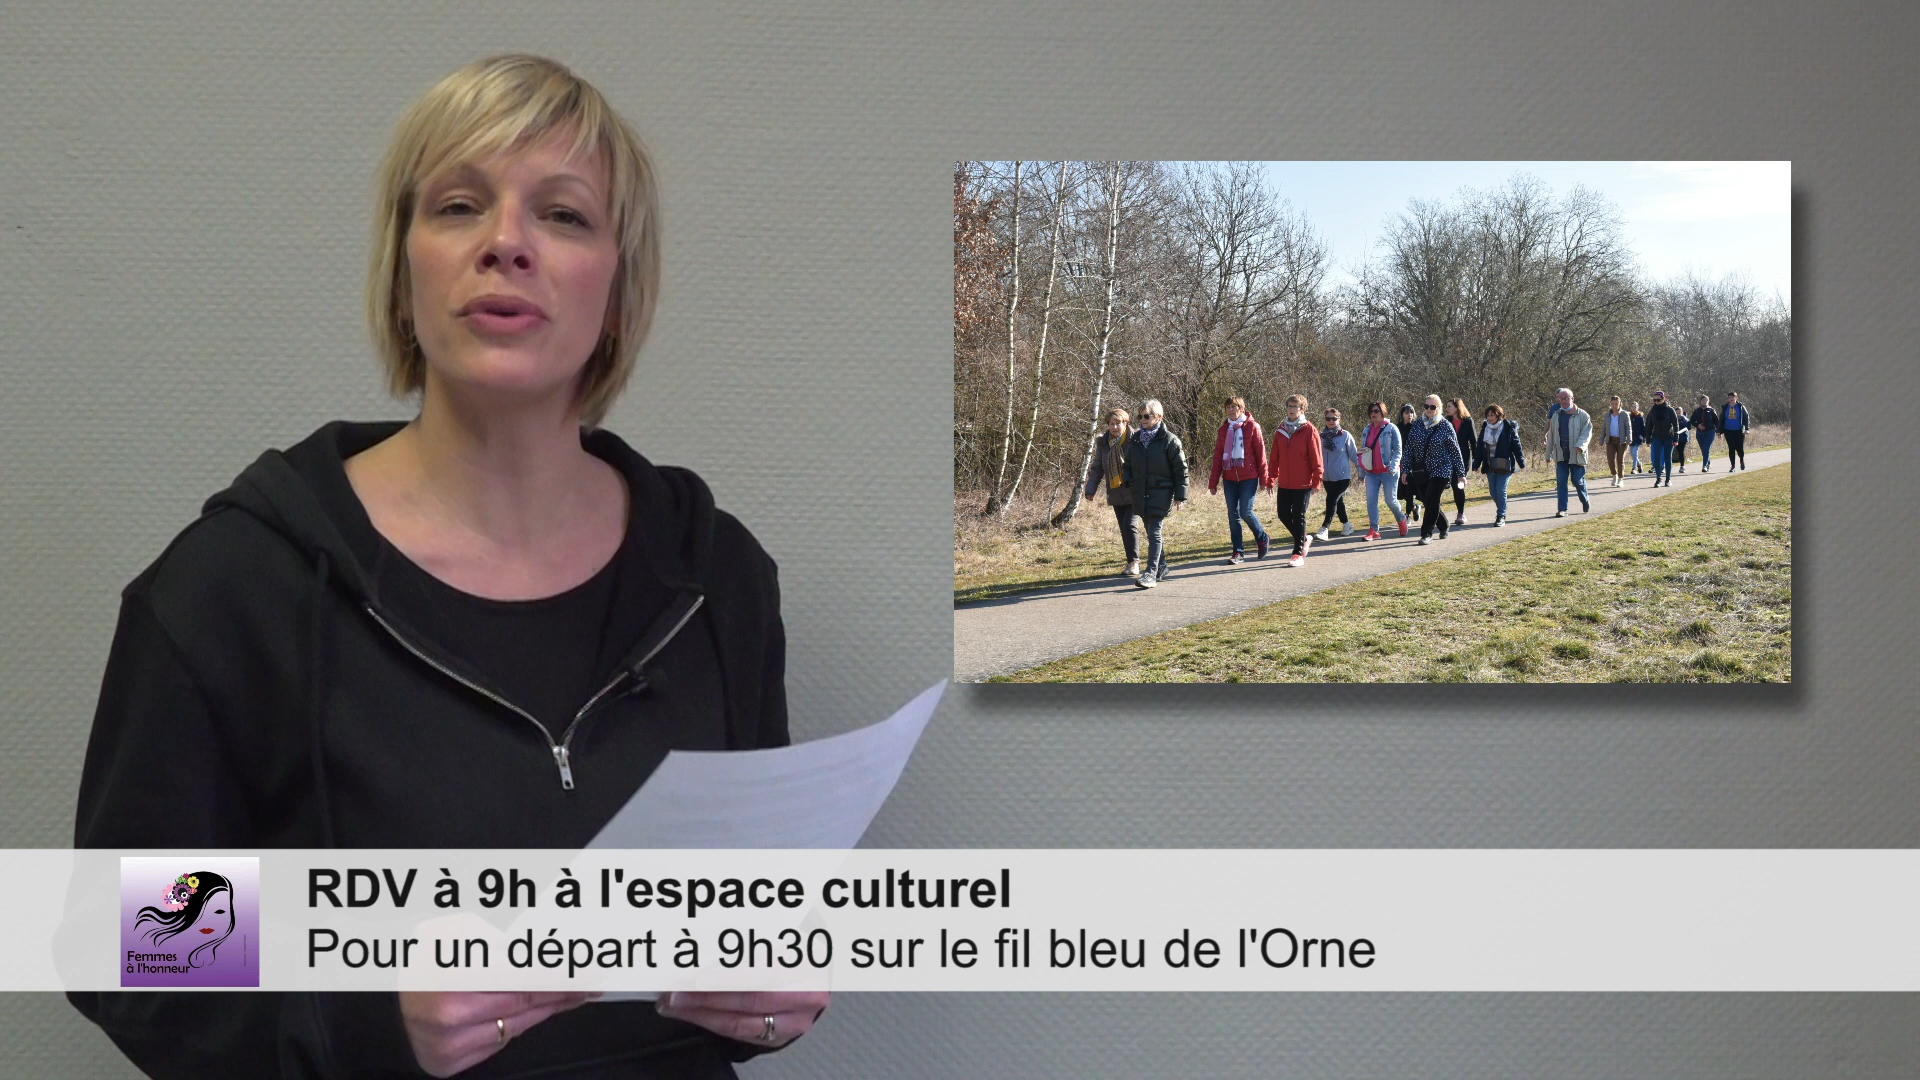 RDV à 9h à l'espace culturel
Pour un départ à 9h30 sur le fil bleu de l'Orne
Femmes
à l'honneur